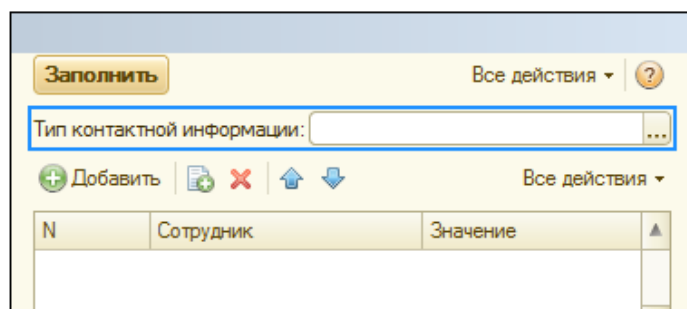 Заполнить Все действия ?
Тип контактной информации: ...
Добавить Все действия
N Сотрудник Значение